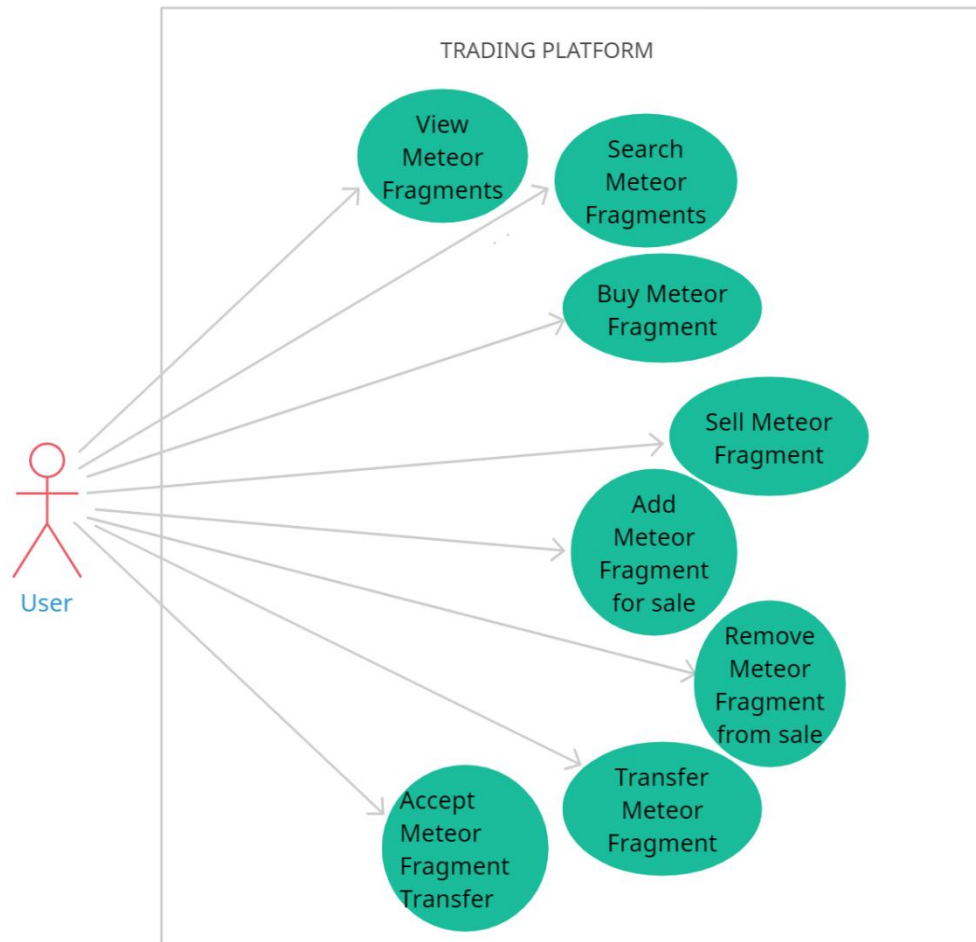 TRADING PLATFORM
View
Meteor
Fragments
Search
Meteor
Fragments
Buy Meteor
Fragment
Sell Meteor
Fragment
Add
Meteor
Fragment
for sale
User
Remove
Meteor
Fragment
from sale
Transfer
Meteor
Fragment
Accept
Meteor
Fragment
Transfer